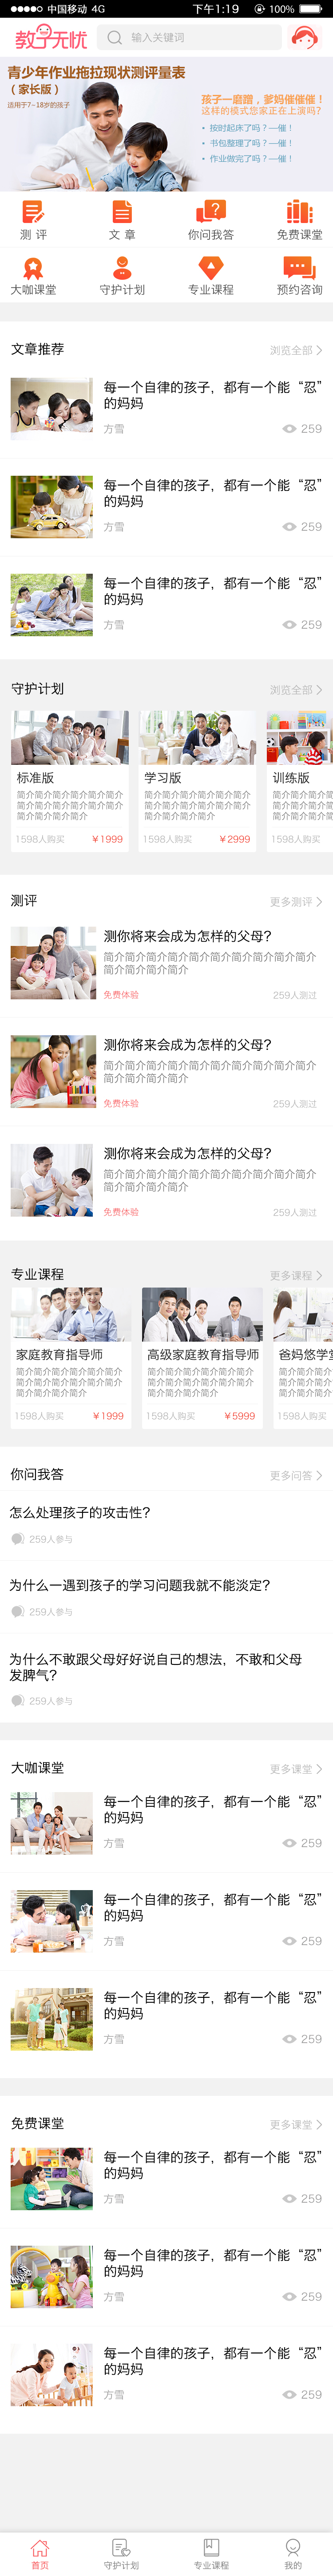 中国移动 4G 下午1:19 100%
教子无忧 输入关键词
青少年作业拖拉现状测评量表
（家长版）
适用于7~18岁的孩子
孩子一磨蹭，爹妈催催催！
这样的模式您家正在上演吗？
• 按时起床了吗？—催！
• 书包整理了吗？—催！
• 作业做完了吗？—催！
测 评 文 章 你问我答 免费课堂
大咖课堂 守护计划 专业课程 预约咨询
文章推荐 浏览全部
每一个自律的孩子，都有一个能“忍”
的妈妈
方雪 259
每一个自律的孩子，都有一个能“忍”
的妈妈
方雪 259
每一个自律的孩子，都有一个能“忍”
的妈妈
方雪 259
守护计划 浏览全部
标准版
简介简介简介简介简介简介
简介简介简介简介简介简介
简介简介简介简介
1598人购买 ￥1999
学习版
简介简介简介简介简介简介
简介简介简介简介简介简介
简介简介简介简介
1598人购买 ￥2999
训练版
简介简介简介
简介简介简介
简介简介简介
1598人购买
测评 更多测评
测你将来会成为怎样的父母？
简介简介简介简介简介简介简介简介简介简介
简介简介简介简介
免费体验 259人测过
测你将来会成为怎样的父母？
简介简介简介简介简介简介简介简介简介简介
简介简介简介简介
免费体验 259人测过
测你将来会成为怎样的父母？
简介简介简介简介简介简介简介简介简介简介
简介简介简介简介
免费体验 259人测过
专业课程 更多课程
家庭教育指导师
简介简介简介简介简介简介
简介简介简介简介简介简介
简介简介简介简介
1598人购买 ￥1999
高级家庭教育指导师
简介简介简介简介简介简介
简介简介简介简介简介简介
简介简介简介简介
1598人购买 ￥5999
爸妈悠学堂
简介简介简
简介简介简
简介简介简
1598人购买
你问我答 更多问答
怎么处理孩子的攻击性？
259人参与
为什么一遇到孩子的学习问题我就不能淡定？
259人参与
为什么不敢跟父母好好说自己的想法，不敢和父母
发脾气？
259人参与
大咖课堂 更多课堂
每一个自律的孩子，都有一个能“忍”
的妈妈
方雪 259
每一个自律的孩子，都有一个能“忍”
的妈妈
方雪 259
每一个自律的孩子，都有一个能“忍”
的妈妈
方雪 259
免费课堂 更多课堂
每一个自律的孩子，都有一个能“忍”
的妈妈
方雪 259
每一个自律的孩子，都有一个能“忍”
的妈妈
方雪 259
每一个自律的孩子，都有一个能“忍”
的妈妈
方雪 259
首页 守护计划 专业课程 我的